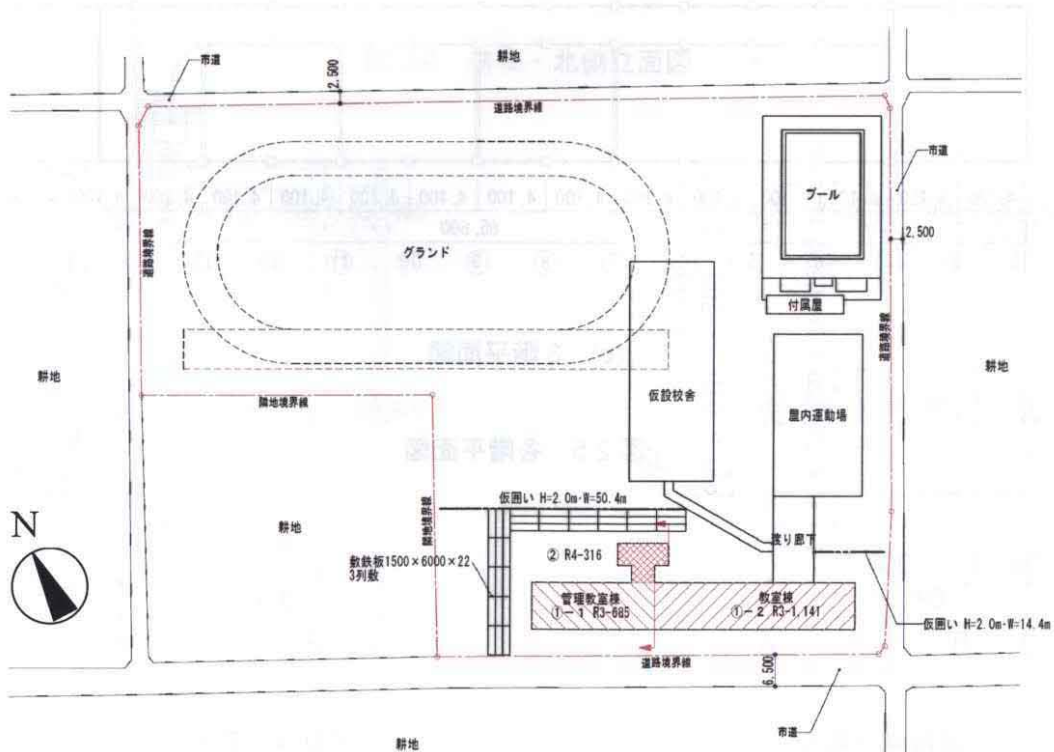 市道
2,500
耕地
道路境界線
市道
プール
2,500
道路境界線
グランド
付属屋
道路境界線
耕地
耕地
隣地境界線
仮設校舎
屋内運動場
仮囲い H=2.0m·W=50.4m
N
耕地
隣地境界線
② R4-316
渡り廊下
敷鉄板1500×6000×22
3列敷
管理教室棟
①-1 R3-685
教室棟
①-2 R3-1,141
仮囲い H=2.0m·W=14.4m
道路境界線
6,500
市道
耕地